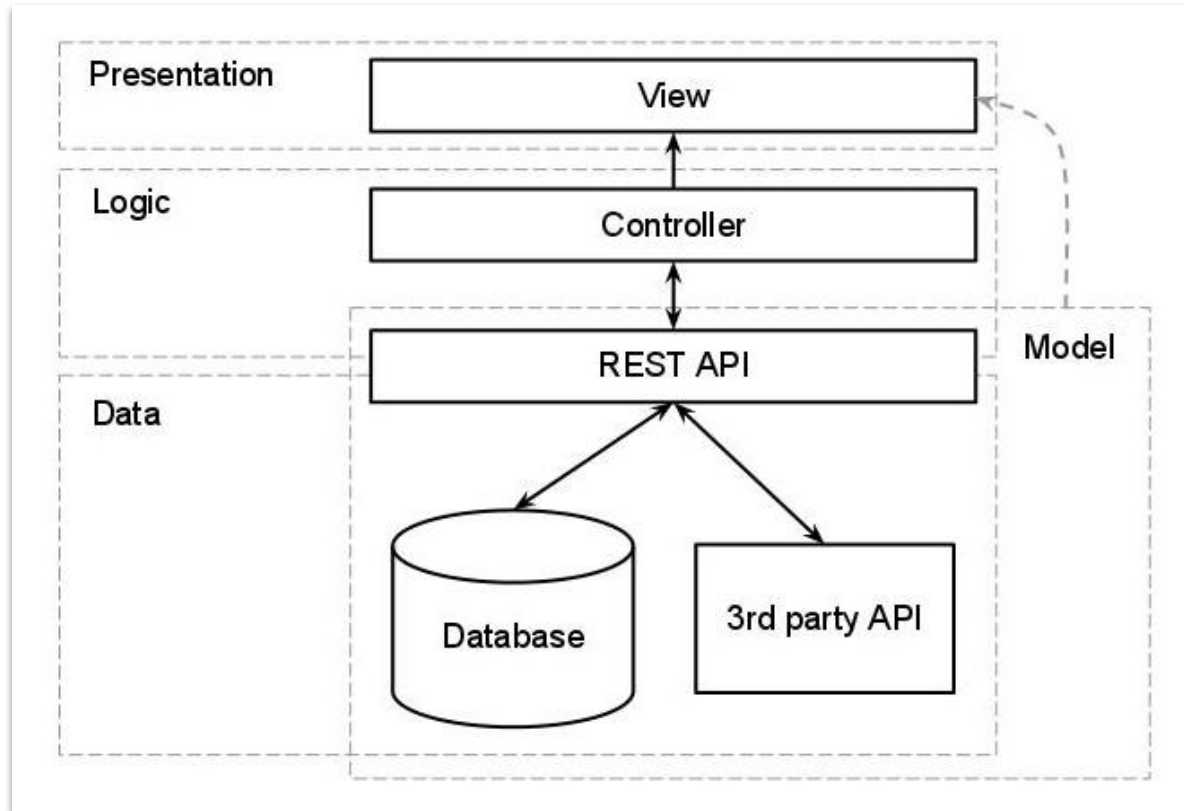 Presentation
View
Logic
Controller
REST API
Model
Data
Database
3rd party API